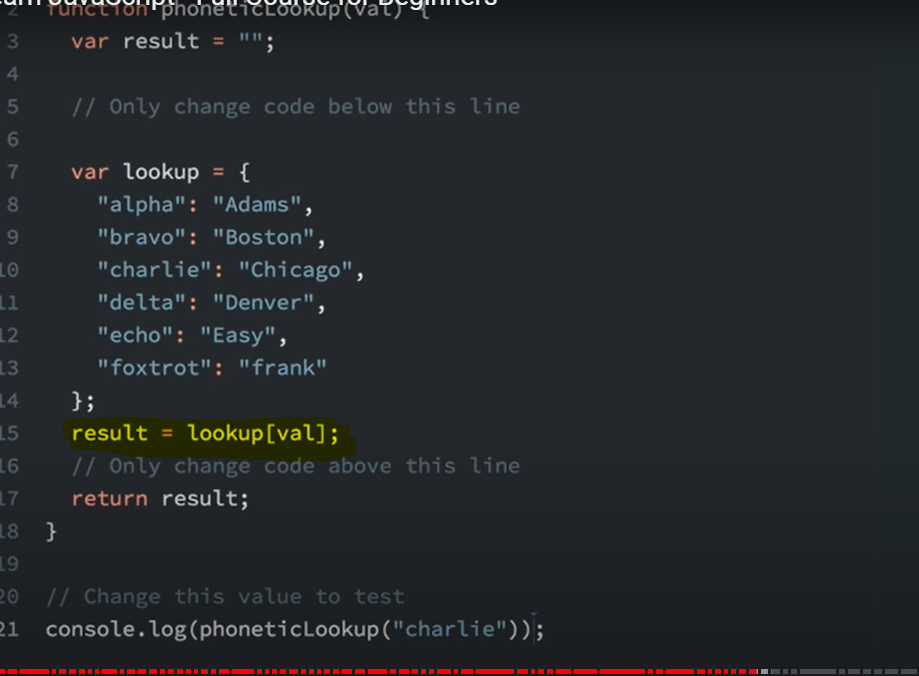 Learn JavaScript - Full Course for Beginners
2 function phoneticLookup(val) {
3 var result = "";
4
5 // Only change code below this line
6
7 var lookup = {
8 "alpha": "Adams",
9 "bravo": "Boston",
10 "charlie": "Chicago",
11 "delta": "Denver",
12 "echo": "Easy",
13 "foxtrot": "frank"
14 };
15 result = lookup[val];
16 // Only change code above this line
17 return result;
18 }
19
20 // Change this value to test
21 console.log(phoneticLookup("charlie"));